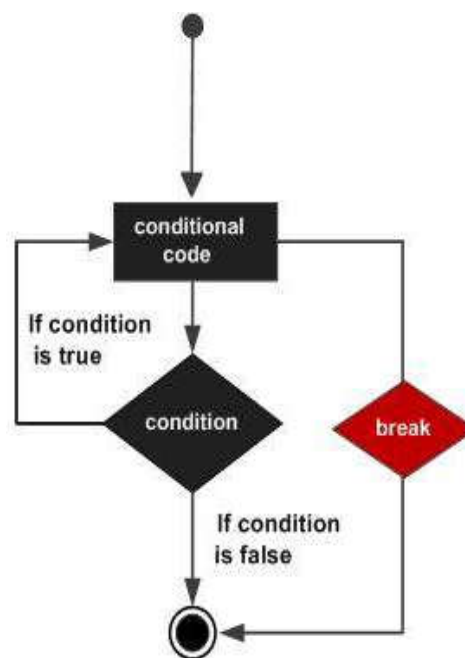 conditional
code
If condition
is true
condition
break
If condition
is false